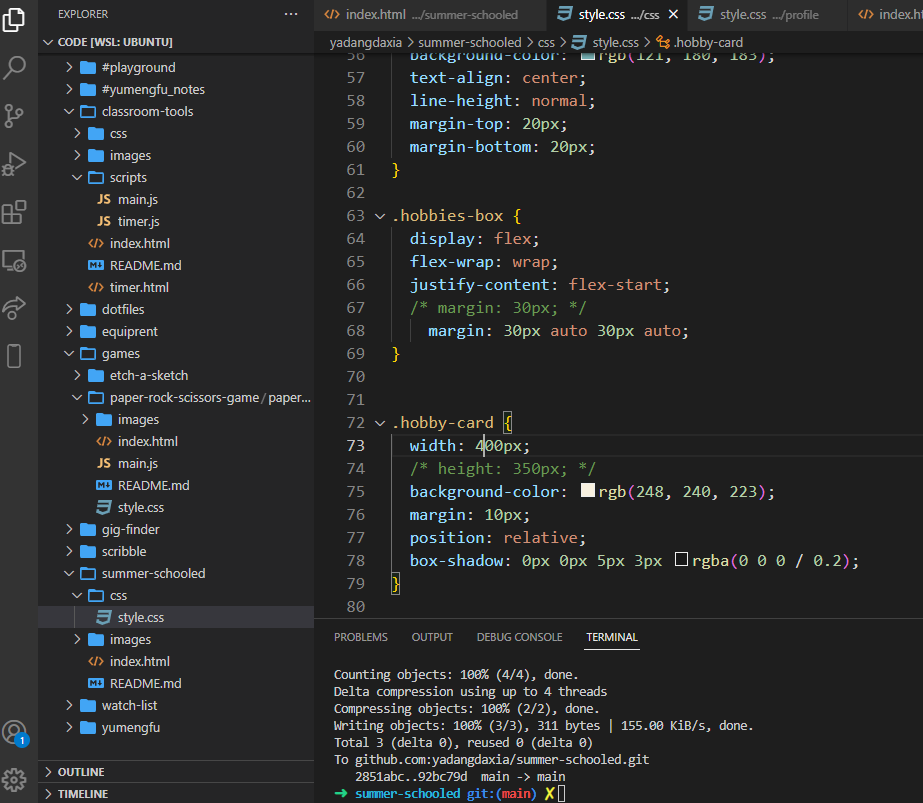 EXPLORER
CODE [WSL: UBUNTU]
#playground
#yumengfu_notes
classroom-tools
css
images
scripts
JS main.js
JS timer.js
<> index.html
README.md
<> timer.html
dotfiles
equiprent
games
etch-a-sketch
paper-rock-scissors-game/paper...
images
<> index.html
JS main.js
README.md
style.css
gig-finder
scribble
summer-schooled
css
style.css
images
<> index.html
README.md
watch-list
yumengfu
OUTLINE
TIMELINE
1
<> index.html .../summer-schooled
style.css .../css
style.css .../profile
<> index.h
yadangdaxia > summer-schooled > css > style.css > .hobby-card
56 background-color: rgb(121, 180, 183);
57 text-align: center;
58 line-height: normal;
59 margin-top: 20px;
60 margin-bottom: 20px;
61 }
62
63 .hobbies-box {
64 display: flex;
65 flex-wrap: wrap;
66 justify-content: flex-start;
67 /* margin: 30px; */
68 margin: 30px auto 30px auto;
69 }
70
71
72 .hobby-card {
73 width: 400px;
74 /* height: 350px; */
75 background-color: rgb(248, 240, 223);
76 margin: 10px;
77 position: relative;
78 box-shadow: 0px 0px 5px 3px rgba(0 0 0 / 0.2);
79 }
80
PROBLEMS OUTPUT DEBUG CONSOLE TERMINAL
Counting objects: 100% (4/4), done.
Delta compression using up to 4 threads
Compressing objects: 100% (2/2), done.
Writing objects: 100% (3/3), 311 bytes | 155.00 KiB/s, done.
Total 3 (delta 0), reused 0 (delta 0)
To github.com:yadangdaxia/summer-schooled.git
2851abc..92bc79d main -> main
➜ summer-schooled git:(main) ✗